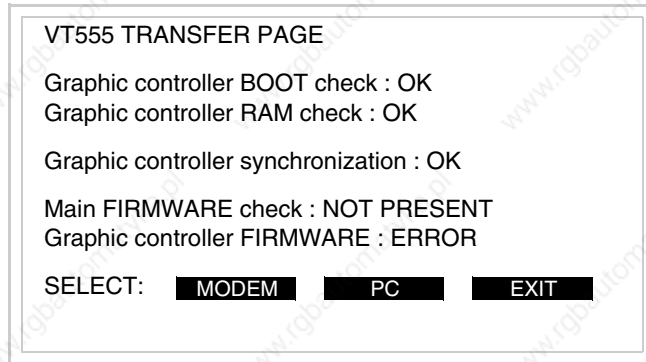 VT555 TRANSFER PAGE
Graphic controller BOOT check : OK
Graphic controller RAM check : OK
Graphic controller synchronization : OK
Main FIRMWARE check : NOT PRESENT
Graphic controller FIRMWARE : ERROR
SELECT: MODEM PC EXIT